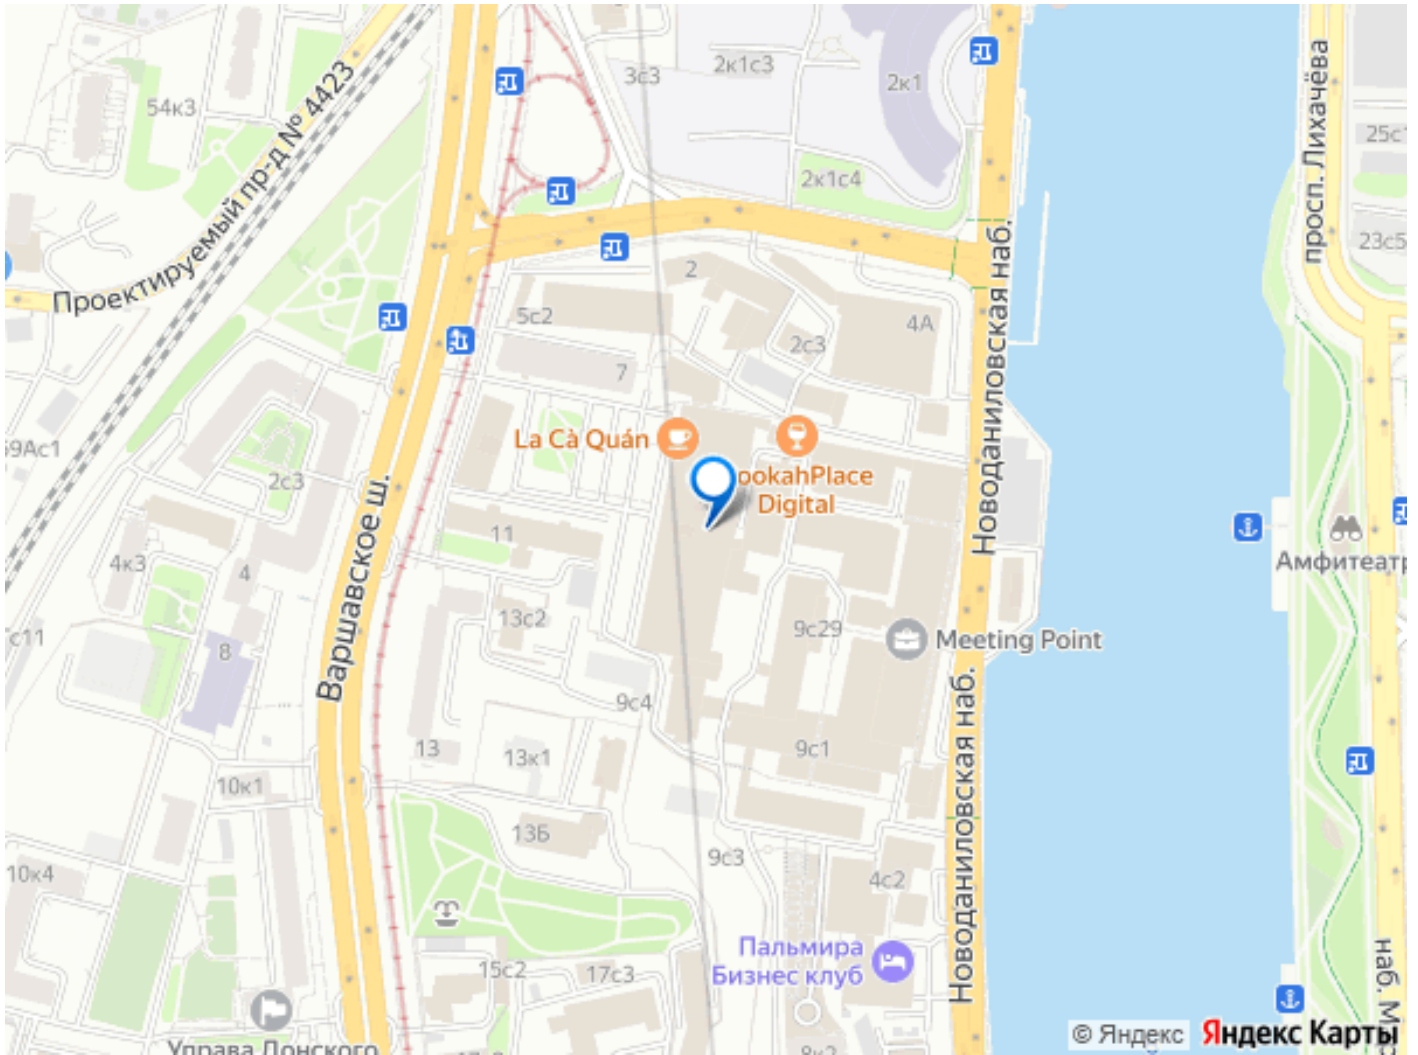 3с3
2к1с3
2к1
54к3
Проектируемый пр-д № 4423
просп. Лихачёва
25с1
2к1с4
23с5
Новоданиловская наб.
2
5с2
4А
2с3
7
La Cà Quán
ookahPlace
Digital
9Ас1
2с3
Варшавское ш.
11
4к3
4
Амфитеатр
13с2
9с29
с11
8
Meeting Point
9с4
13
13к1
9с1
10к1
13Б
Новоданиловская наб.
10к4
9с3
4с2
Пальмира
Бизнес клуб
15с2
17с3
наб. М
Управа Донского
8к2
© Яндекс Яндекс Карты